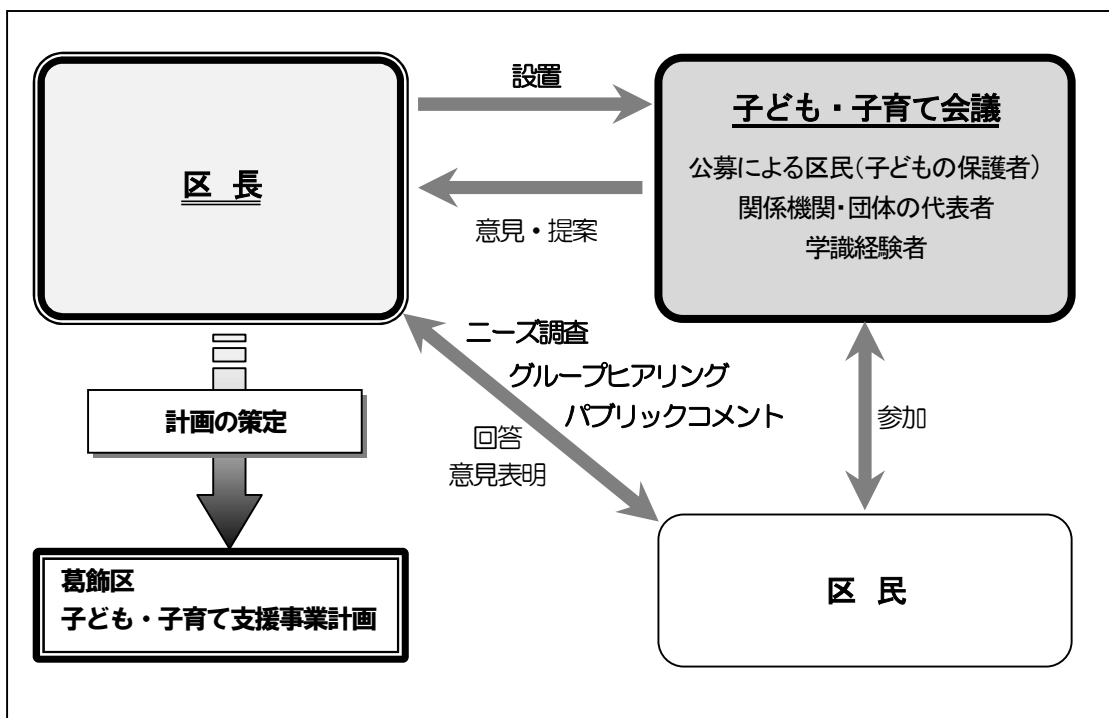 設置
区 長
子ども・子育て会議
公募による区民(子どもの保護者)
関係機関・団体の代表者
学識経験者
意見・提案
ニーズ調査
グループヒアリング
パブリックコメント
回答
意見表明
参加
計画の策定
葛飾区
子ども・子育て支援事業計画
区 民